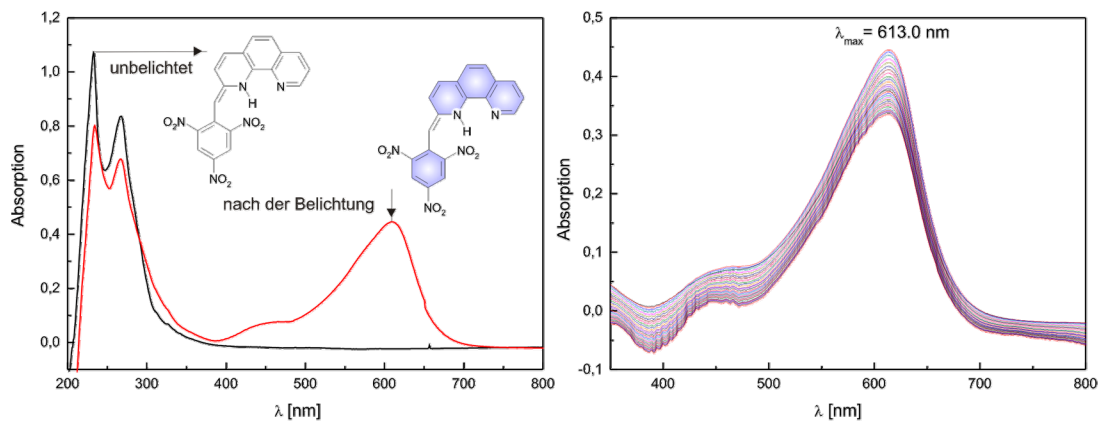 1,2
1,0
0,8
0,6
0,4
0,2
0,0
Absorption
200 300 400 500 600 700 800
λ [nm]
unbelichtet
N N
H
NO₂ NO₂
NO₂
nach der Belichtung
N N
H
NO₂ NO₂
NO₂
0,5
0,4
0,3
0,2
0,1
0,0
-0,1
Absorption
λmax = 613.0 nm
400 500 600 700 800
λ [nm]